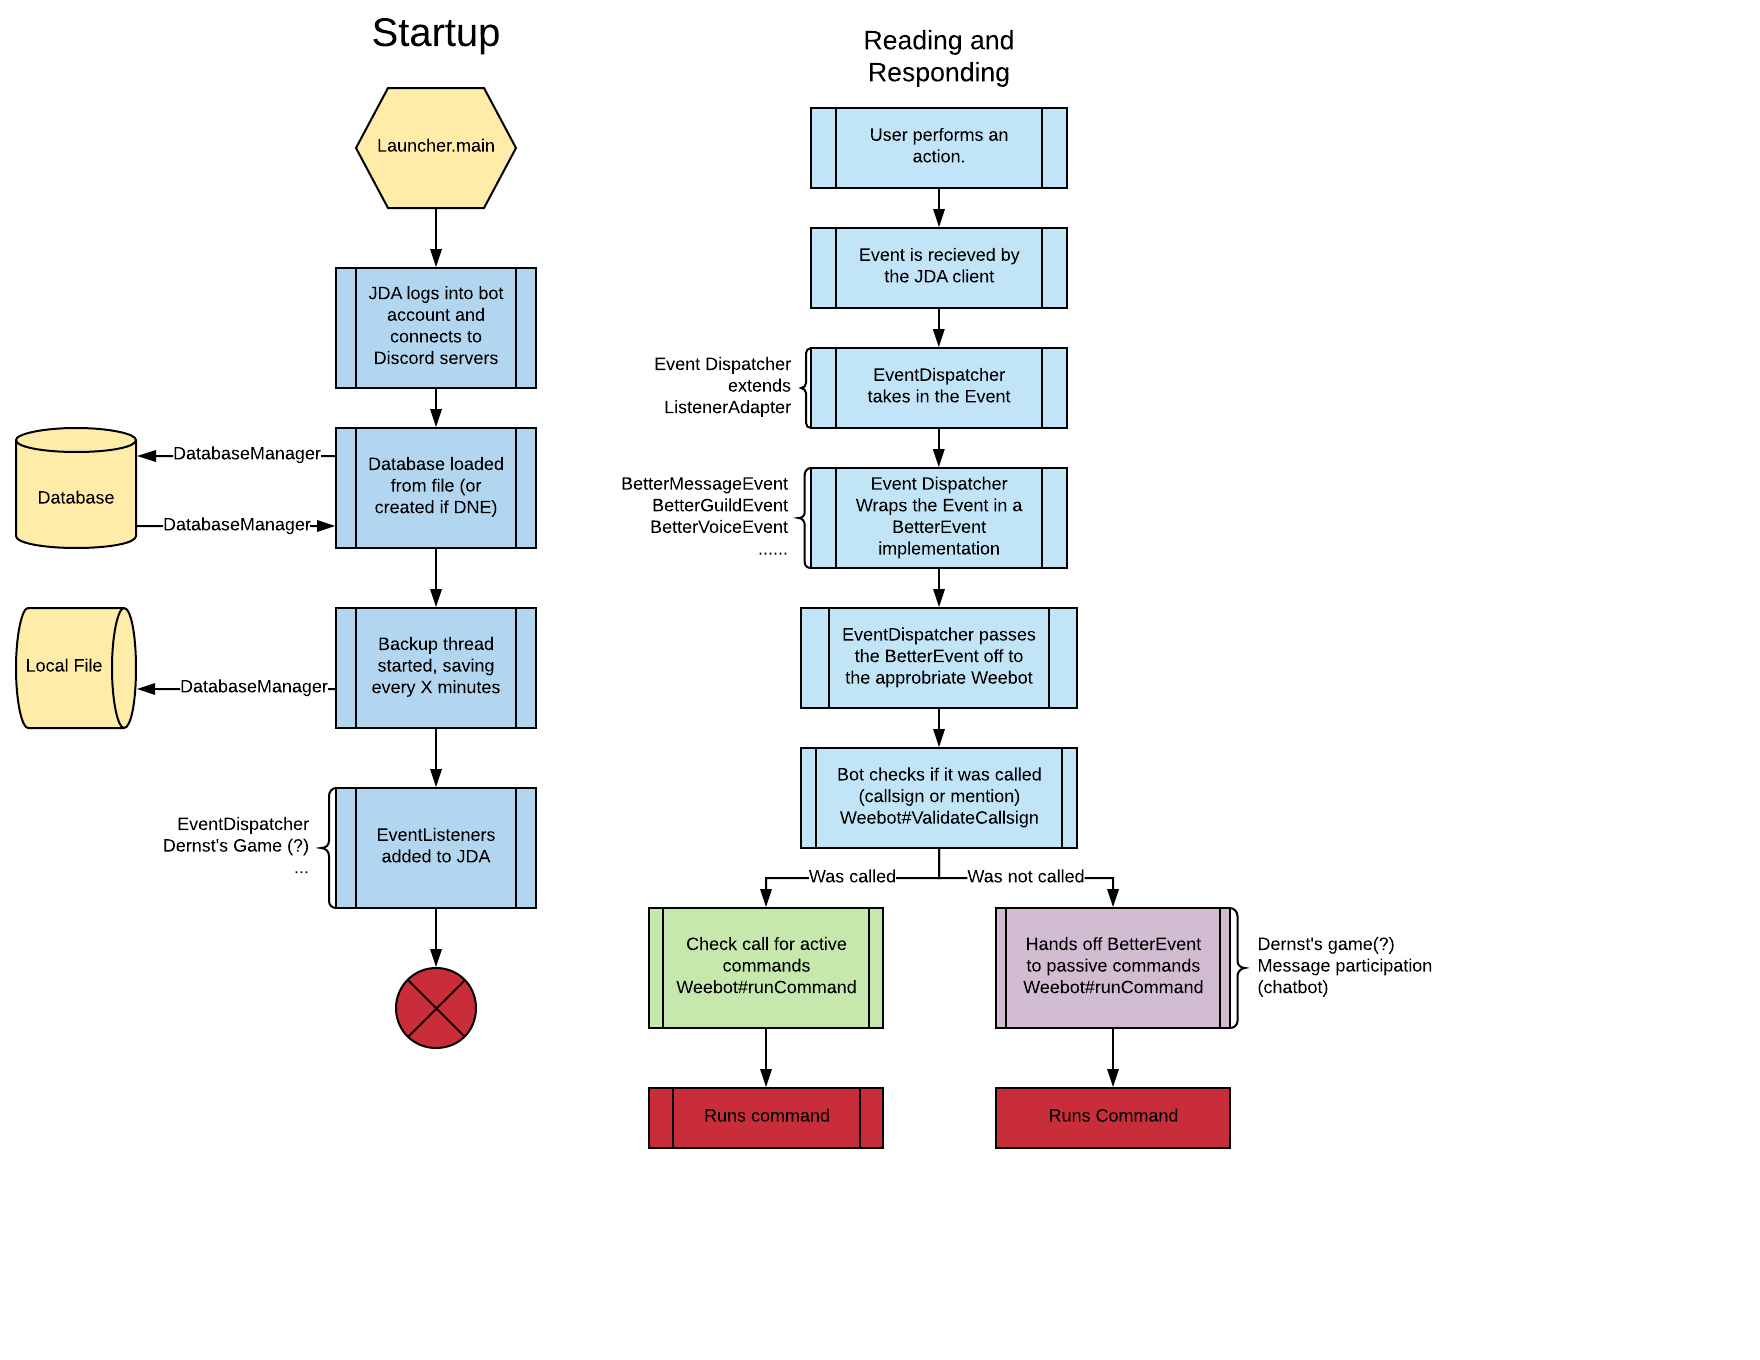 Startup
Launcher.main
JDA logs into bot
account and
connects to
Discord servers
DatabaseManager
Database
DatabaseManager
Database loaded
from file (or
created if DNE)
Local File
DatabaseManager
Backup thread
started, saving
every X minutes
EventDispatcher
Dernst's Game (?)
...
EventListeners
added to JDA
Reading and
Responding
User performs an
action.
Event is recieved by
the JDA client
Event Dispatcher
extends
ListenerAdapter
EventDispatcher
takes in the Event
BetterMessageEvent
BetterGuildEvent
BetterVoiceEvent
......
Event Dispatcher
Wraps the Event in a
BetterEvent
implementation
EventDispatcher passes
the BetterEvent off to
the approbriate Weebot
Bot checks if it was called
(callsign or mention)
Weebot#ValidateCallsign
Was called
Was not called
Check call for active
commands
Weebot#runCommand
Hands off BetterEvent
to passive commands
Weebot#runCommand
Dernst's game(?)
Message participation
(chatbot)
Runs command
Runs Command